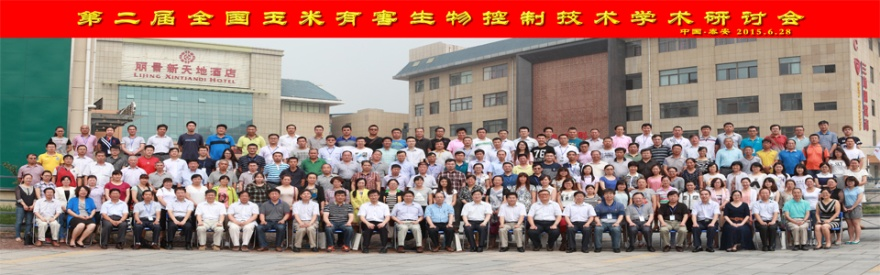 第二届全国玉米有害生物控制技术学术研讨会
中国·泰安 2015.6.28
丽景新天地酒店
LIJING XINTIANDI HOTEL